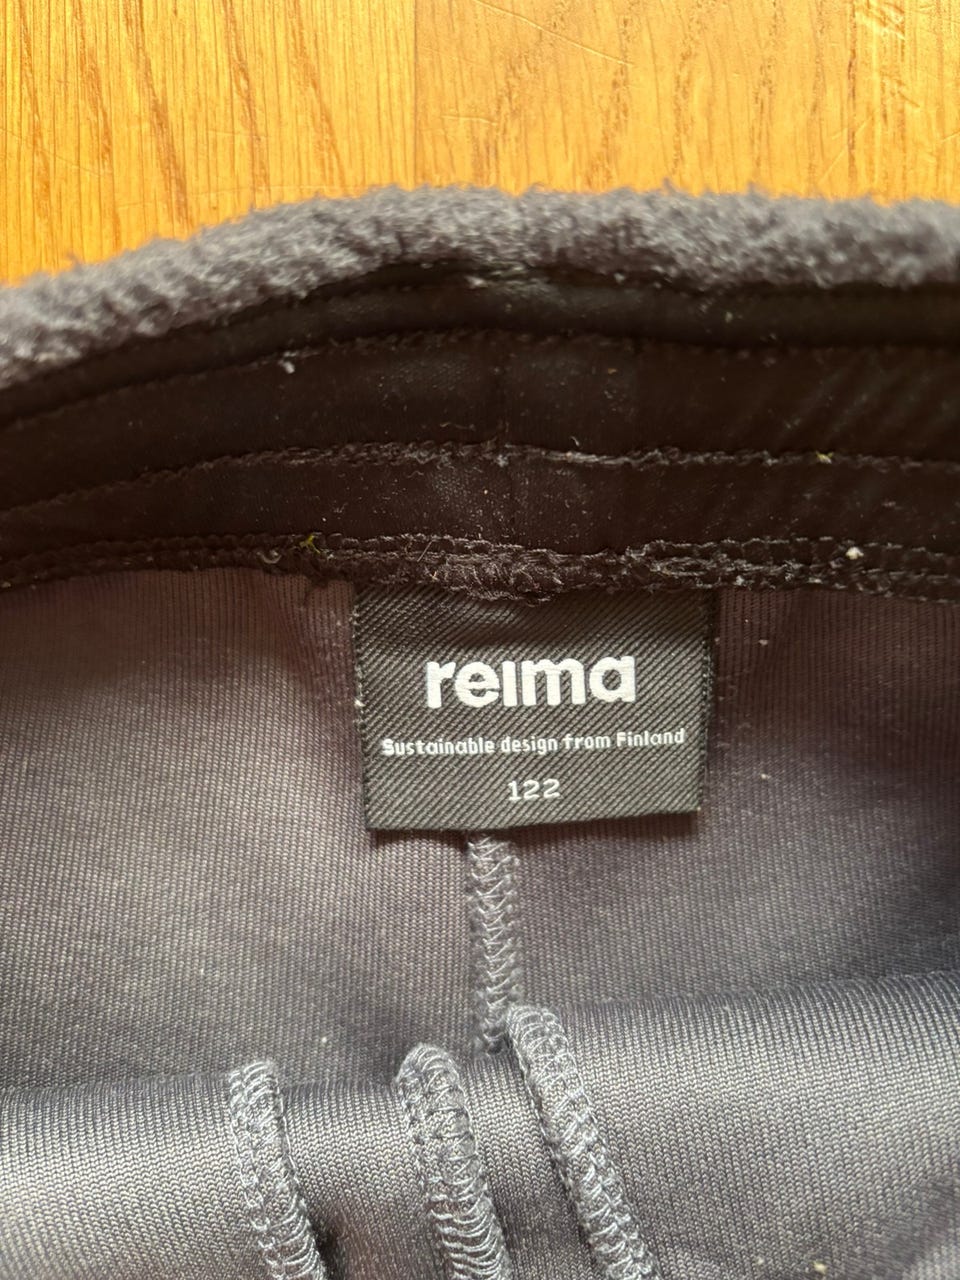 reima
Sustainable design from Finland
122